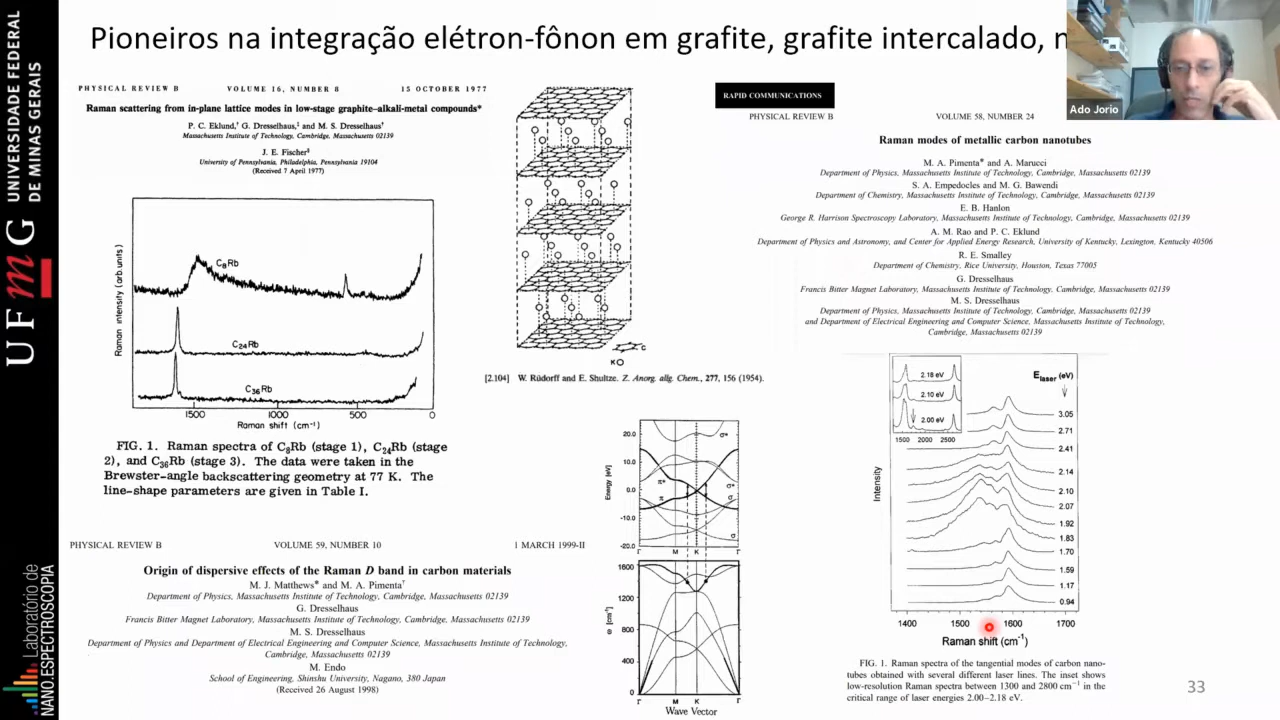 Pioneiros na integração elétron-fônon em grafite, grafite intercalado, n
Ado Jorio
UFmG
UNIVERSIDADE FEDERAL
DE MINAS GERAIS
Laboratório de
NANO.ESPECTROSCOPIA
PHYSICAL REVIEW B VOLUME 16, NUMBER 8 15 OCTOBER 1977
Raman scattering from in-plane lattice modes in low-stage graphite-alkali-metal compounds*
P. C. Eklund,† G. Dresselhaus,‡ and M. S. Dresselhaus†
Massachusetts Institute of Technology, Cambridge, Massachusetts 02139
J. E. Fischer§
University of Pennsylvania, Philadelphia, Pennsylvania 19104
(Received 7 April 1977)
Raman intensity (arb. units)
C8Rb
C24Rb
C36Rb
1500 1000 500 0
Raman shift (cm-1)
FIG. 1. Raman spectra of C8Rb (stage 1), C24Rb (stage
2), and C36Rb (stage 3). The data were taken in the
Brewster-angle backscattering geometry at 77 K. The
line-shape parameters are given in Table I.
C
KO
[2.104] W. Rüdorff and E. Shultze. Z. Anorg. allg. Chem., 277, 156 (1954).
RAPID COMMUNICATIONS
PHYSICAL REVIEW B VOLUME 58, NUMBER 24
Raman modes of metallic carbon nanotubes
M. A. Pimenta* and A. Marucci
Department of Physics, Massachusetts Institute of Technology, Cambridge, Massachusetts 02139
S. A. Empedocles and M. G. Bawendi
Department of Chemistry, Massachusetts Institute of Technology, Cambridge, Massachusetts 02139
E. B. Hanlon
George R. Harrison Spectroscopy Laboratory, Massachusetts Institute of Technology, Cambridge, Massachusetts 02139
A. M. Rao and P. C. Eklund
Department of Physics and Astronomy, and Center for Applied Energy Research, University of Kentucky, Lexington, Kentucky 40506
R. E. Smalley
Department of Chemistry, Rice University, Houston, Texas 77005
G. Dresselhaus
Francis Bitter Magnet Laboratory, Massachusetts Institute of Technology, Cambridge, Massachusetts 02139
M. S. Dresselhaus
Department of Physics, Massachusetts Institute of Technology, Cambridge, Massachusetts 02139
and Department of Electrical Engineering and Computer Science, Massachusetts Institute of Technology,
Cambridge, Massachusetts 02139
PHYSICAL REVIEW B VOLUME 59, NUMBER 10 1 MARCH 1999-II
Origin of dispersive effects of the Raman D band in carbon materials
M. J. Matthews* and M. A. Pimenta†
Department of Physics, Massachusetts Institute of Technology, Cambridge, Massachusetts 02139
G. Dresselhaus
Francis Bitter Magnet Laboratory, Massachusetts Institute of Technology, Cambridge, Massachusetts 02139
M. S. Dresselhaus
Department of Physics and Department of Electrical Engineering and Computer Science, Massachusetts Institute of Technology,
Cambridge, Massachusetts 02139
M. Endo
School of Engineering, Shinshu University, Nagano, 380 Japan
(Received 26 August 1998)
Energy [eV]
20.0
10.0
0.0
-10.0
-20.0
σ*
π*
σ*
π
σ
σ
Γ M K Γ
ω [cm-1]
1600
1200
800
400
0
Γ M K Γ
Wave Vector
2.18 eV
2.10 eV
2.00 eV
1500 2000 2500
Elaser (eV)
3.05
2.71
2.41
2.14
2.10
2.07
1.92
1.83
1.70
1.59
1.17
0.94
Intensity
1400 1500 1600 1700
Raman shift (cm-1)
FIG. 1. Raman spectra of the tangential modes of carbon nano-
tubes obtained with several different laser lines. The inset shows
low-resolution Raman spectra between 1300 and 2800 cm−1 in the
critical range of laser energies 2.00–2.18 eV.
33